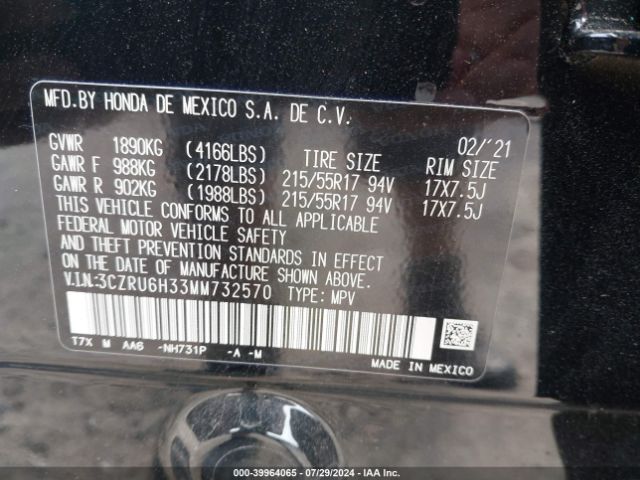 MFD.BY HONDA DE MEXICO S.A. DE C.V.
02/'21
GVWR 1890KG (4166LBS) TIRE SIZE RIM SIZE
GAWR F 988KG (2178LBS) 215/55R17 94V 17X7.5J
GAWR R 902KG (1988LBS) 215/55R17 94V 17X7.5J
THIS VEHICLE CONFORMS TO ALL APPLICABLE
FEDERAL MOTOR VEHICLE SAFETY
AND THEFT PREVENTION STANDARDS IN EFFECT
ON THE DATE OF MANUFACTURE SHOWN ABOVE.
V.I.N.:3CZRU6H33MM732570 TYPE: MPV
T7X M AA6 -NH731P -A -M
MADE IN MEXICO
000-39964065 - 07/29/2024 - IAA Inc.